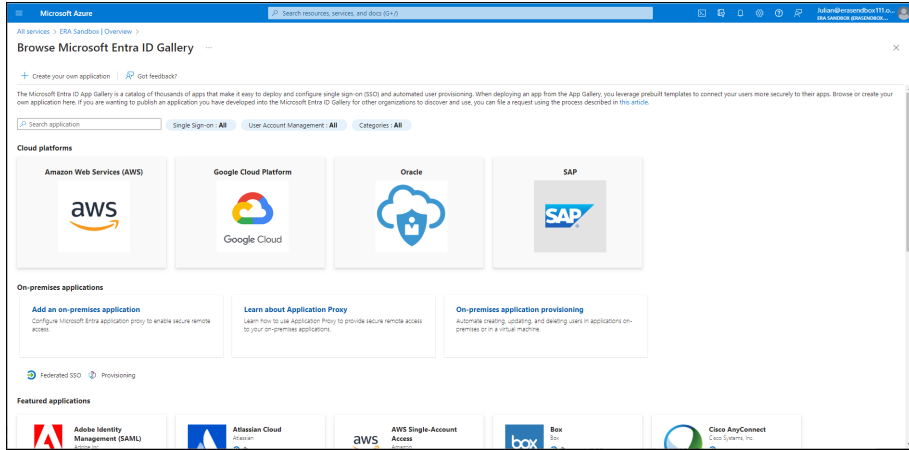 Microsoft Azure
Search resources, services, and docs (G+/)
Julian@erasendbox111.o...
ERA SANDBOX (ERASENDBOX....
All services > ERA Sandbox | Overview >
Browse Microsoft Entra ID Gallery ...
Create your own application
Got feedback?
The Microsoft Entra ID App Gallery is a catalog of thousands of apps that make it easy to deploy and configure single sign-on (SSO) and automated user provisioning. When deploying an app from the App Gallery, you leverage prebuilt templates to connect your users more securely to their apps. Browse or create your
own application here. If you are wanting to publish an application you have developed into the Microsoft Entra ID Gallery for other organizations to discover and use, you can file a request using the process described in this article.
Search application
Single Sign-on : All
User Account Management : All
Categories : All
Cloud platforms
Amazon Web Services (AWS)
Google Cloud Platform
Oracle
SAP
aws
Google Cloud
SAP
On-premises applications
Add an on-premises application
Configure Microsoft Entra application proxy to enable secure remote
access.
Learn about Application Proxy
Learn how to use Application Proxy to provide secure remote access
to your on-premises applications.
On-premises application provisioning
Automate creating, updating, and deleting users in applications on-
premises or in a virtual machine.
Federated SSO
Provisioning
Featured applications
Adobe Identity
Management (SAML)
Adobe Inc.
Atlassian Cloud
Atlassian
aws
AWS Single-Account
Access
Amazon
box
Box
Box
Cisco AnyConnect
Cisco Systems, Inc.